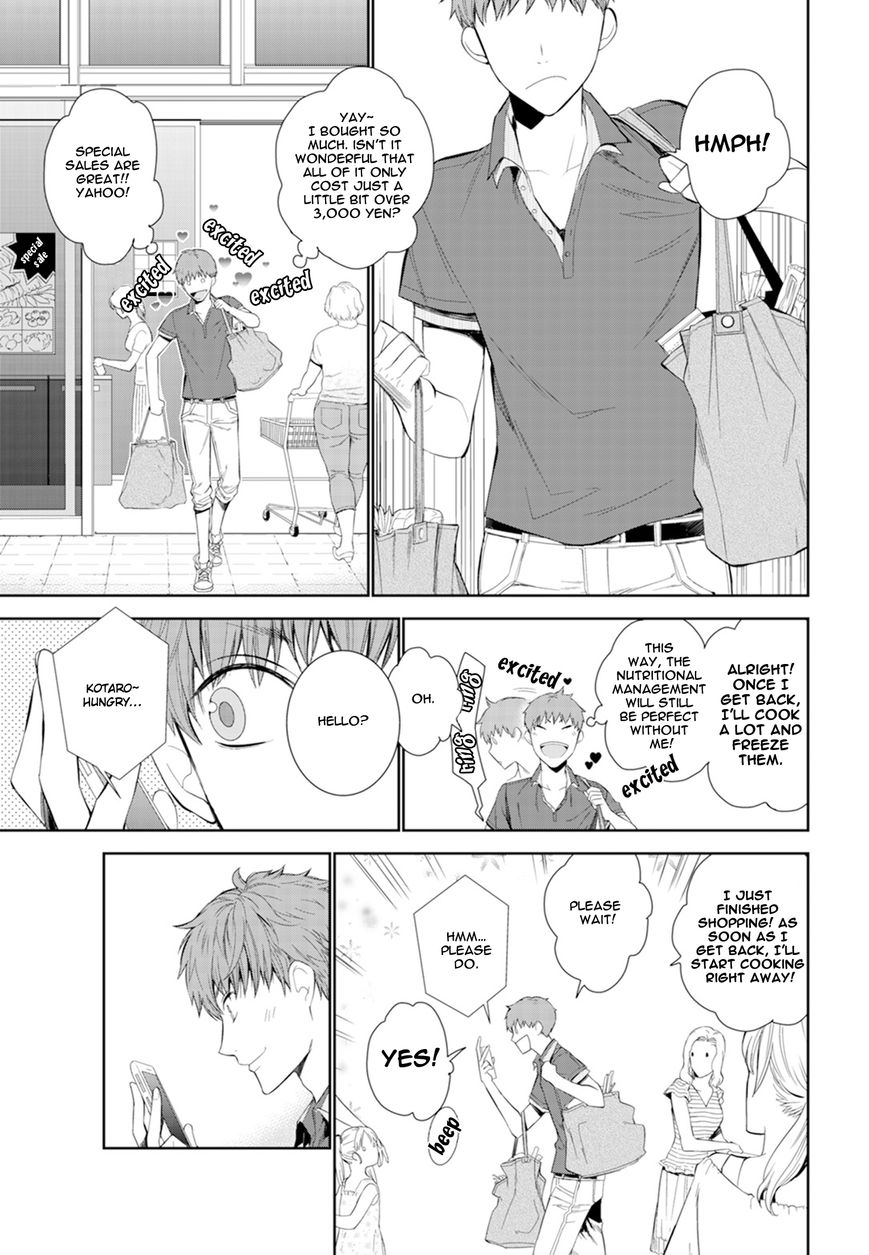 HMPH!
YAY~
I BOUGHT SO
MUCH. ISN'T IT
WONDERFUL THAT
ALL OF IT ONLY
COST JUST A
LITTLE BIT OVER
3,000 YEN?
SPECIAL
SALES ARE
GREAT!!
YAHOO!
excited
excited
excited
special
sale
ALRIGHT!
ONCE I
GET BACK,
I'LL COOK
A LOT AND
FREEZE
THEM.
THIS
WAY, THE
NUTRITIONAL
MANAGEMENT
WILL STILL
BE PERFECT
WITHOUT
ME!
excited
excited
ring
ring
OH.
HELLO?
KOTARO~
HUNGRY...
I JUST
FINISHED
SHOPPING! AS
SOON AS I
GET BACK, I'LL
START COOKING
RIGHT AWAY!
PLEASE
WAIT!
HMM...
PLEASE
DO.
YES!
beep